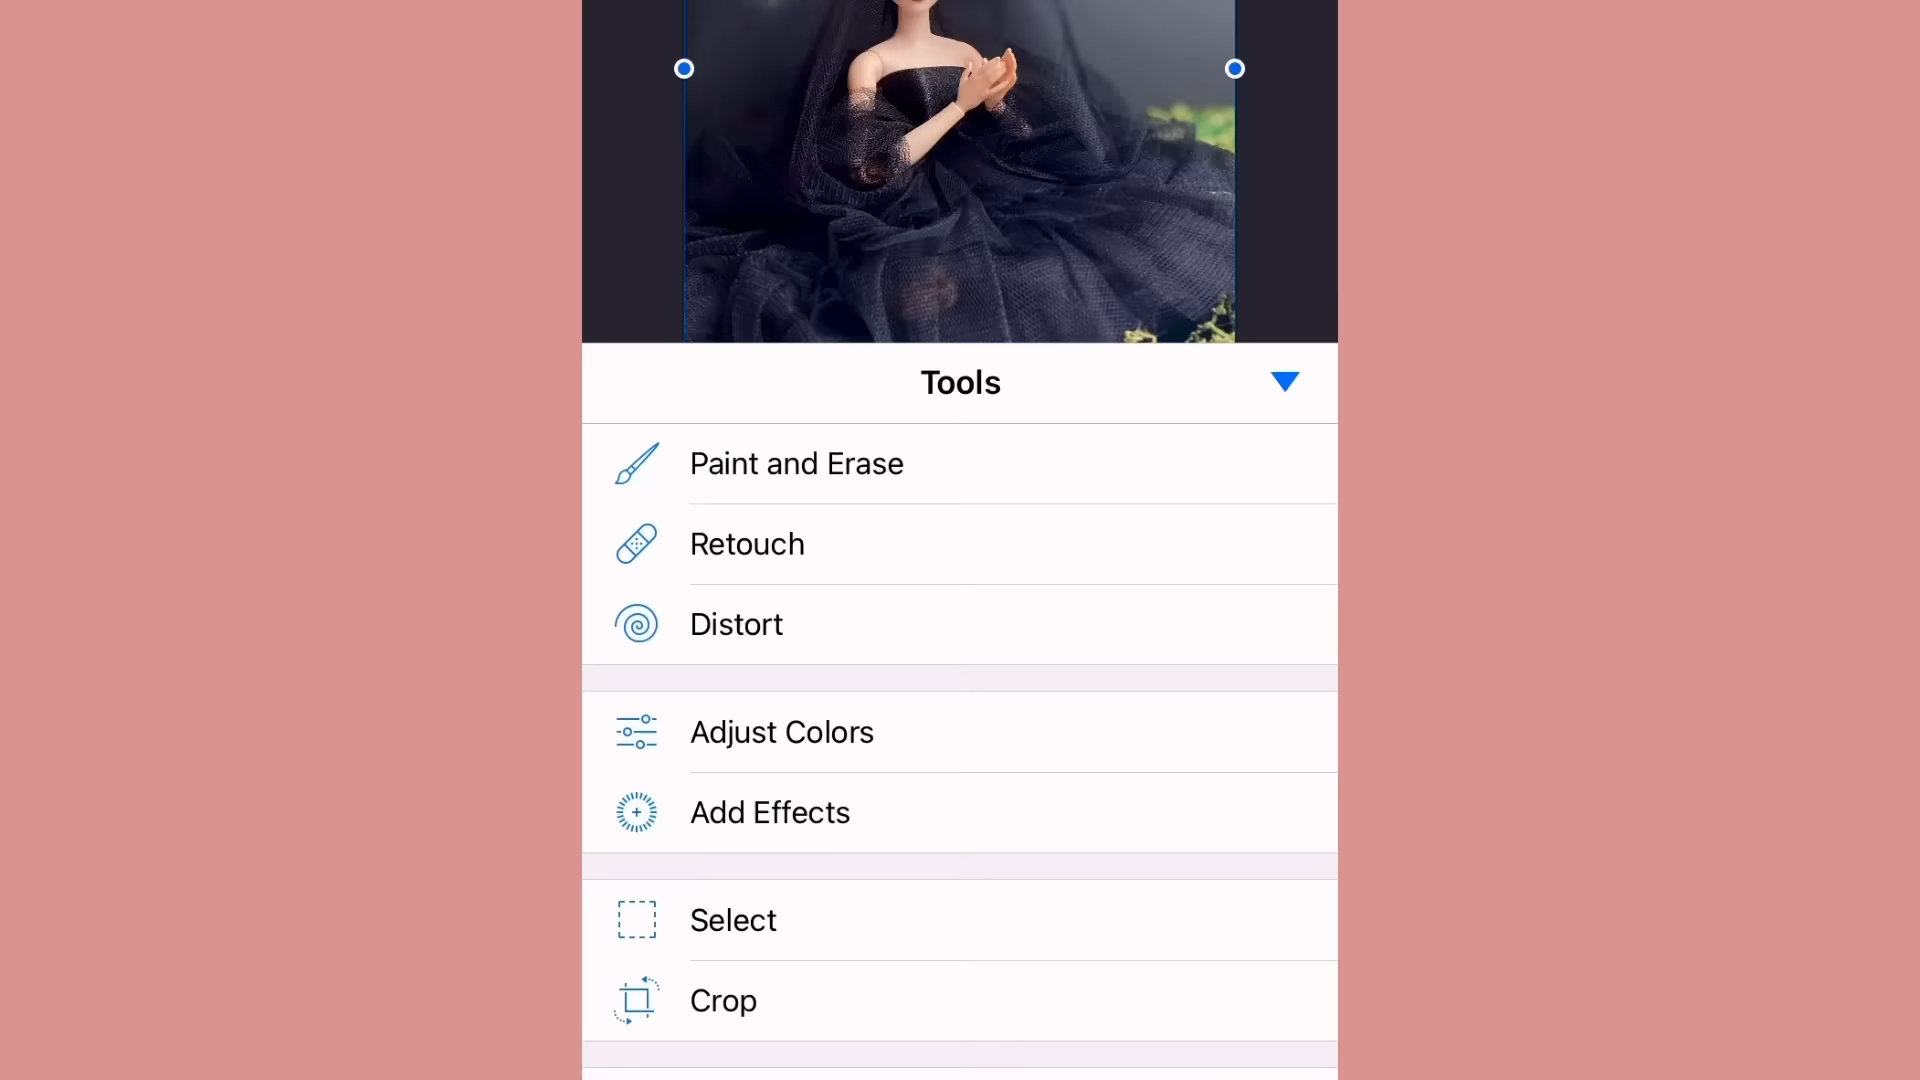 Tools
Paint and Erase
Retouch
Distort
Adjust Colors
Add Effects
Select
Crop